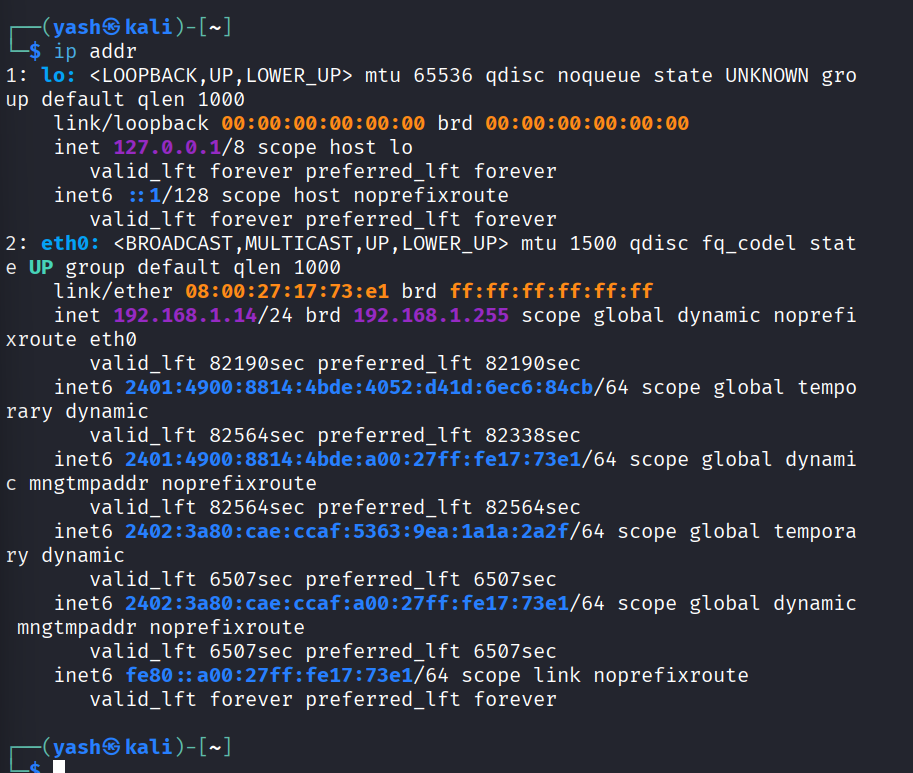 ┌──(yash㉿kali)-[~]
└─$ ip addr
1: lo: <LOOPBACK,UP,LOWER_UP> mtu 65536 qdisc noqueue state UNKNOWN gro
up default qlen 1000
    link/loopback 00:00:00:00:00:00 brd 00:00:00:00:00:00
    inet 127.0.0.1/8 scope host lo
       valid_lft forever preferred_lft forever
    inet6 ::1/128 scope host noprefixroute
       valid_lft forever preferred_lft forever
2: eth0: <BROADCAST,MULTICAST,UP,LOWER_UP> mtu 1500 qdisc fq_codel stat
e UP group default qlen 1000
    link/ether 08:00:27:17:73:e1 brd ff:ff:ff:ff:ff:ff
    inet 192.168.1.14/24 brd 192.168.1.255 scope global dynamic noprefi
xroute eth0
       valid_lft 82190sec preferred_lft 82190sec
    inet6 2401:4900:8814:4bde:4052:d41d:6ec6:84cb/64 scope global tempo
rary dynamic
       valid_lft 82564sec preferred_lft 82338sec
    inet6 2401:4900:8814:4bde:a00:27ff:fe17:73e1/64 scope global dynami
c mngtmpaddr noprefixroute
       valid_lft 82564sec preferred_lft 82564sec
    inet6 2402:3a80:cae:ccaf:5363:9ea:1a1a:2a2f/64 scope global tempora
ry dynamic
       valid_lft 6507sec preferred_lft 6507sec
    inet6 2402:3a80:cae:ccaf:a00:27ff:fe17:73e1/64 scope global dynamic
 mngtmpaddr noprefixroute
       valid_lft 6507sec preferred_lft 6507sec
    inet6 fe80::a00:27ff:fe17:73e1/64 scope link noprefixroute
       valid_lft forever preferred_lft forever
┌──(yash㉿kali)-[~]
└─$